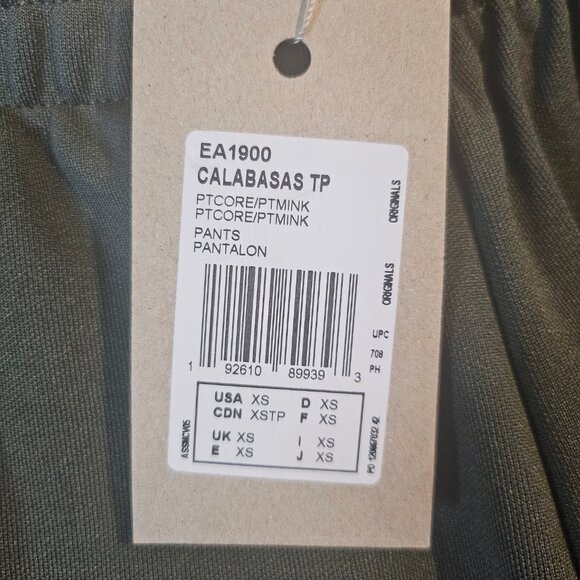 EA1900
CALABASAS TP
PTCORE/PTMINK
PTCORE/PTMINK
PANTS
PANTALON
ORIGINALS
ORIGINALS
UPC
708
PH
1 92610 89939 3
USA XS D XS
CDN XSTP F XS
UK XS I XS
E XS J XS